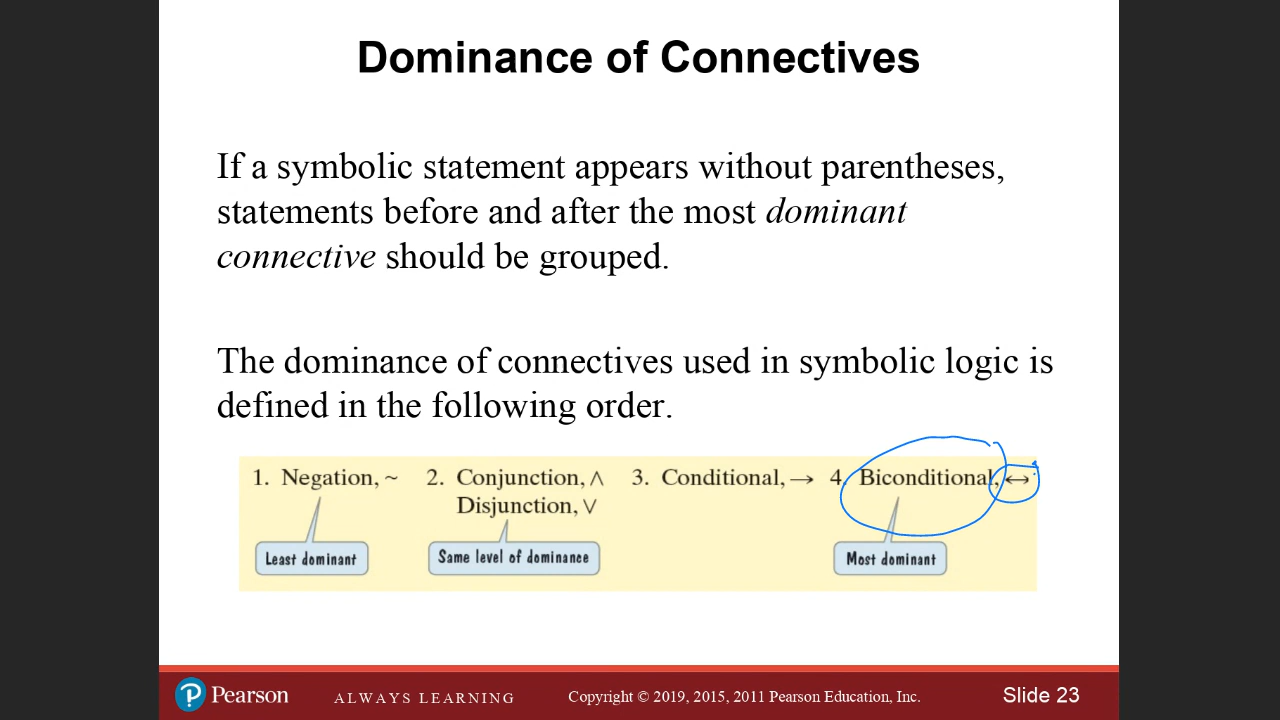 Dominance of Connectives
If a symbolic statement appears without parentheses,
statements before and after the most dominant
connective should be grouped.
The dominance of connectives used in symbolic logic is
defined in the following order.
1. Negation, ~ 2. Conjunction, ∧ 3. Conditional, → 4. Biconditional, ↔
Disjunction, ∨
Least dominant Same level of dominance Most dominant
Pearson ALWAYS LEARNING Copyright © 2019, 2015, 2011 Pearson Education, Inc. Slide 23